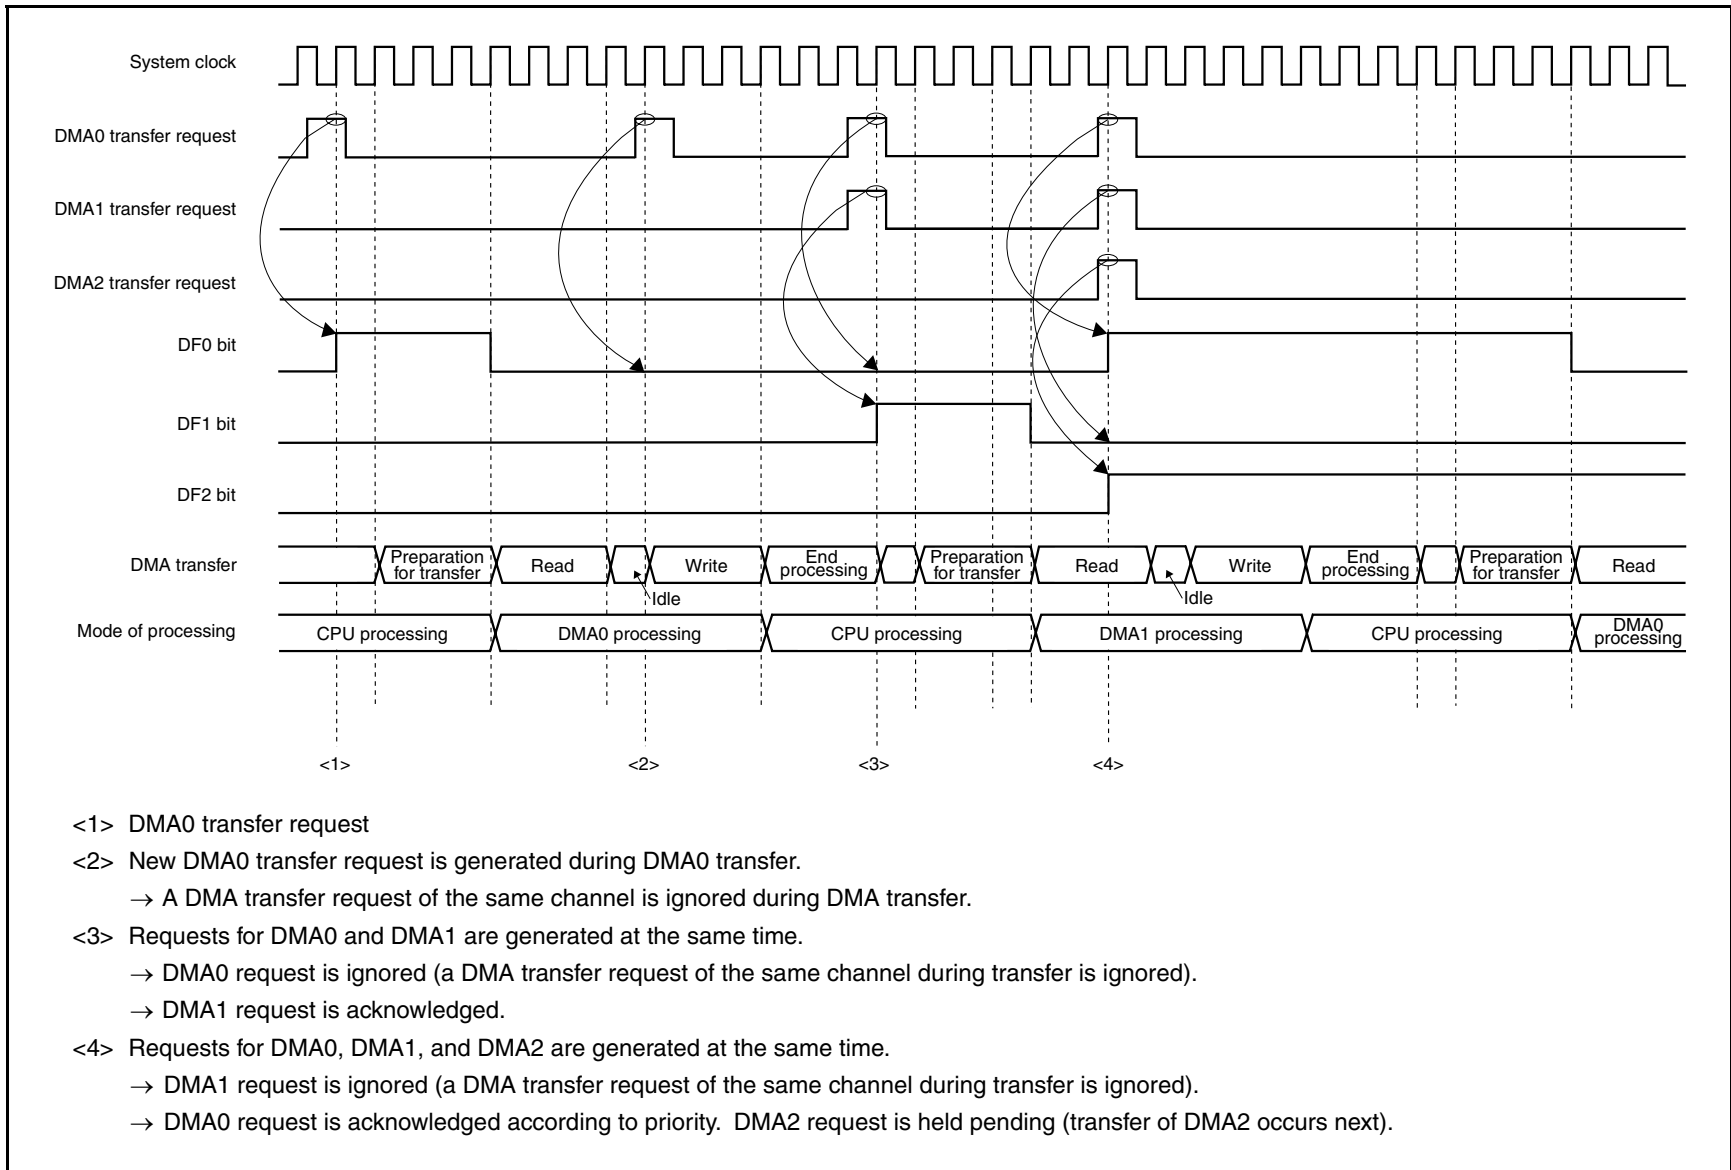 System clock
DMA0 transfer request
DMA1 transfer request
DMA2 transfer request
DF0 bit
DF1 bit
DF2 bit
DMA transfer
Preparation
for transfer
Read
Idle
Write
End
processing
Preparation
for transfer
Read
Idle
Write
End
processing
Preparation
for transfer
Read
Mode of processing
CPU processing
DMA0 processing
CPU processing
DMA1 processing
CPU processing
DMA0
processing
<1>
<2>
<3>
<4>
<1> DMA0 transfer request
<2> New DMA0 transfer request is generated during DMA0 transfer.
→ A DMA transfer request of the same channel is ignored during DMA transfer.
<3> Requests for DMA0 and DMA1 are generated at the same time.
→ DMA0 request is ignored (a DMA transfer request of the same channel during transfer is ignored).
→ DMA1 request is acknowledged.
<4> Requests for DMA0, DMA1, and DMA2 are generated at the same time.
→ DMA1 request is ignored (a DMA transfer request of the same channel during transfer is ignored).
→ DMA0 request is acknowledged according to priority. DMA2 request is held pending (transfer of DMA2 occurs next).